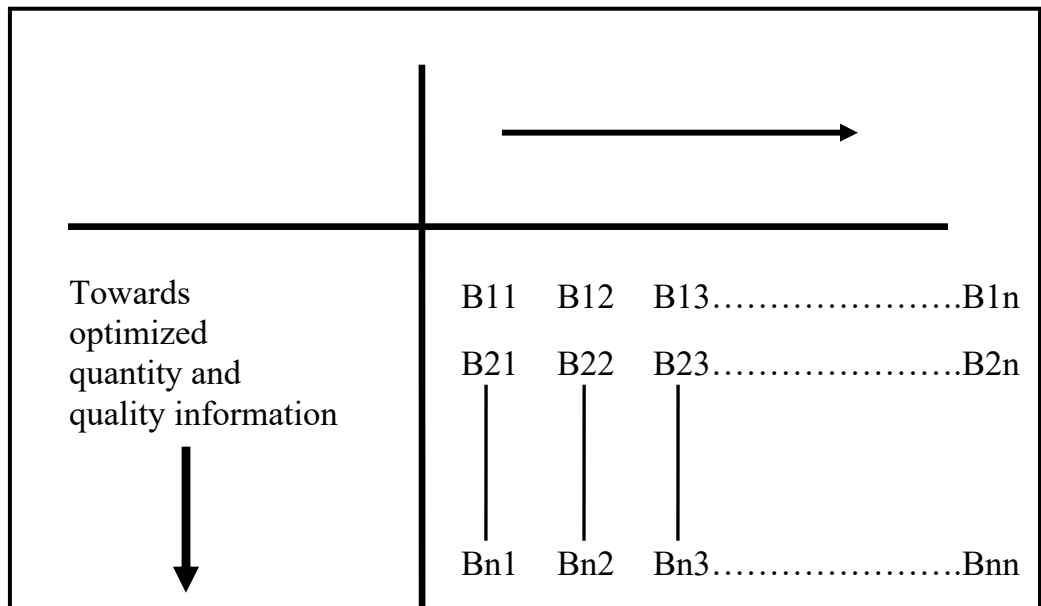 Towards
optimized
quantity and
quality information
B11 B12 B13......................B1n
B21 B22 B23......................B2n
Bn1 Bn2 Bn3......................Bnn